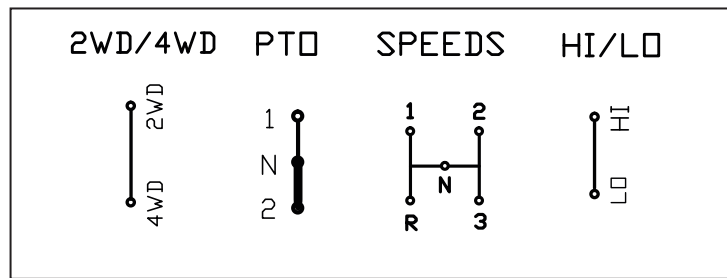 2WD/4WD PTO SPEEDS HI/LO
2WD
4WD
1
N
2
1 2
N
R 3
HI
LO